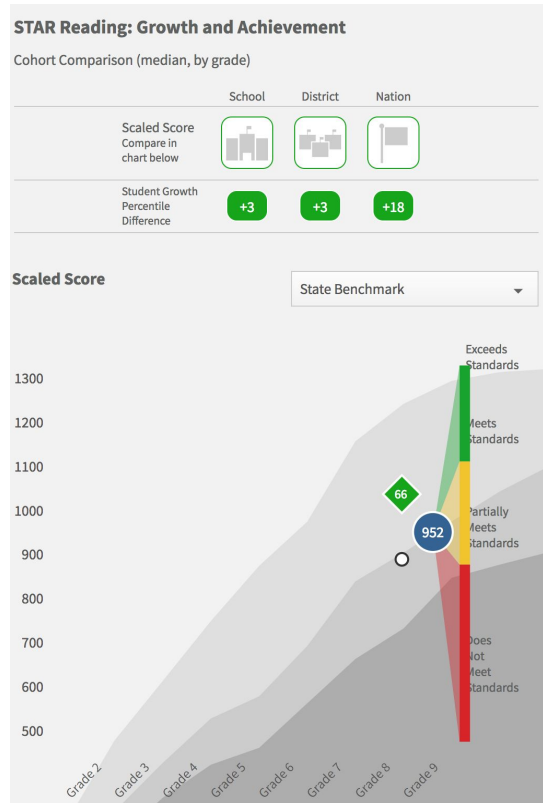 STAR Reading: Growth and Achievement
Cohort Comparison (median, by grade)
School District Nation
Scaled Score
Compare in
chart below
Student Growth
Percentile
Difference
+3 +3 +18
Scaled Score
State Benchmark
Exceeds
Standards
1300
1200
Meets
Standards
1100
66
1000
Partially
Meets
Standards
952
900
800
700
Does
Not
Meet
Standards
600
500
Grade 2
Grade 3
Grade 4
Grade 5
Grade 6
Grade 7
Grade 8
Grade 9